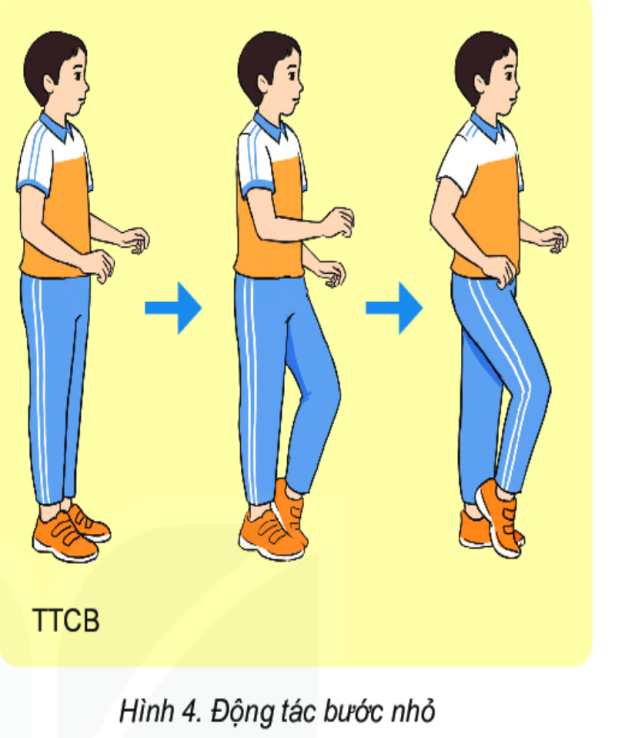 TTCB
Hình 4. Động tác bước nhỏ